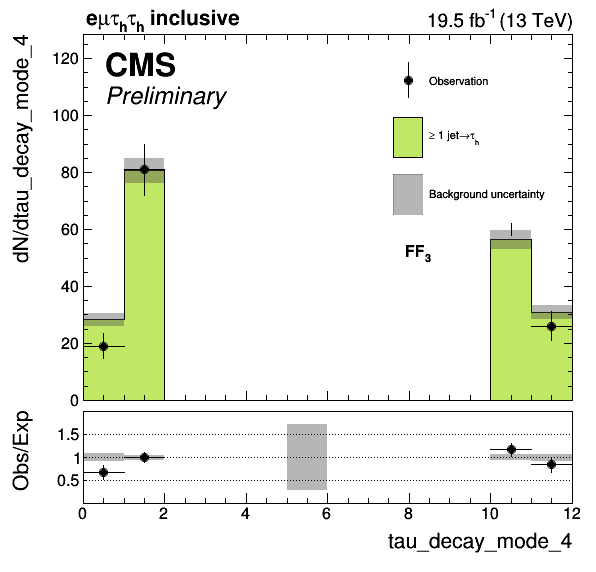 eμτₕτₕ inclusive
19.5 fb⁻¹ (13 TeV)
dN/dtau_decay_mode_4
120
100
80
60
40
20
0
CMS
Preliminary
Observation
≥ 1 jet→τₕ
Background uncertainty
FF₃
Obs/Exp
1.5
1
0.5
0 2 4 6 8 10 12
tau_decay_mode_4